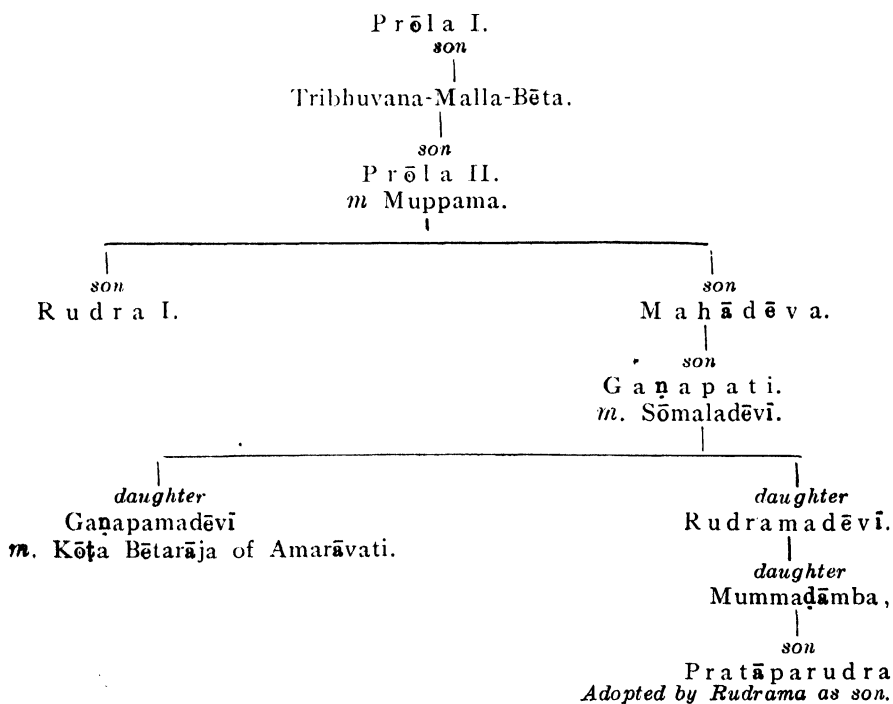 Prōla I.
son
Tribhuvana-Malla-Bēta.
son
Prōla II.
m Muppama.
son son
Rudra I. Mahādēva.
son
Gaṇapati.
m. Sōmaladēvī.
daughter daughter
Gaṇapamadēvī Rudramadēvī.
m. Kōṭa Bētarāja of Amarāvati.
daughter
Mummaḍāmba,
son
Pratāparudra
Adopted by Rudrama as son.